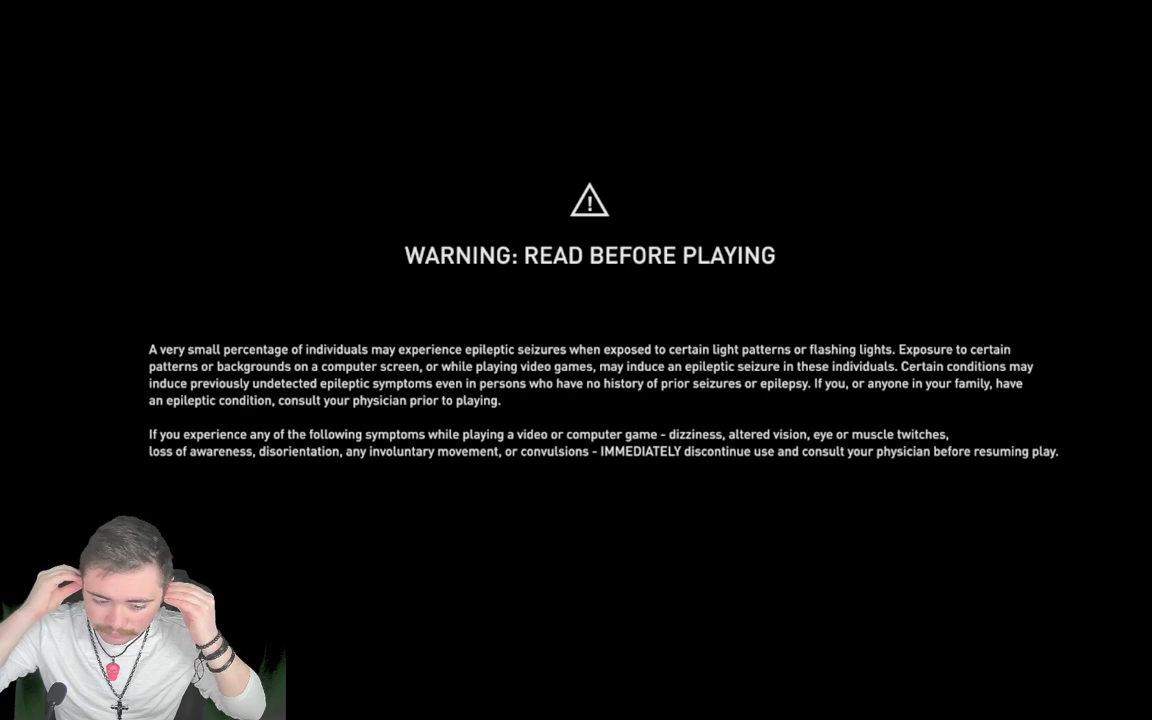 WARNING: READ BEFORE PLAYING
A very small percentage of individuals may experience epileptic seizures when exposed to certain light patterns or flashing lights. Exposure to certain
patterns or backgrounds on a computer screen, or while playing video games, may induce an epileptic seizure in these individuals. Certain conditions may
induce previously undetected epileptic symptoms even in persons who have no history of prior seizures or epilepsy. If you, or anyone in your family, have
an epileptic condition, consult your physician prior to playing.
If you experience any of the following symptoms while playing a video or computer game - dizziness, altered vision, eye or muscle twitches,
loss of awareness, disorientation, any involuntary movement, or convulsions - IMMEDIATELY discontinue use and consult your physician before resuming play.